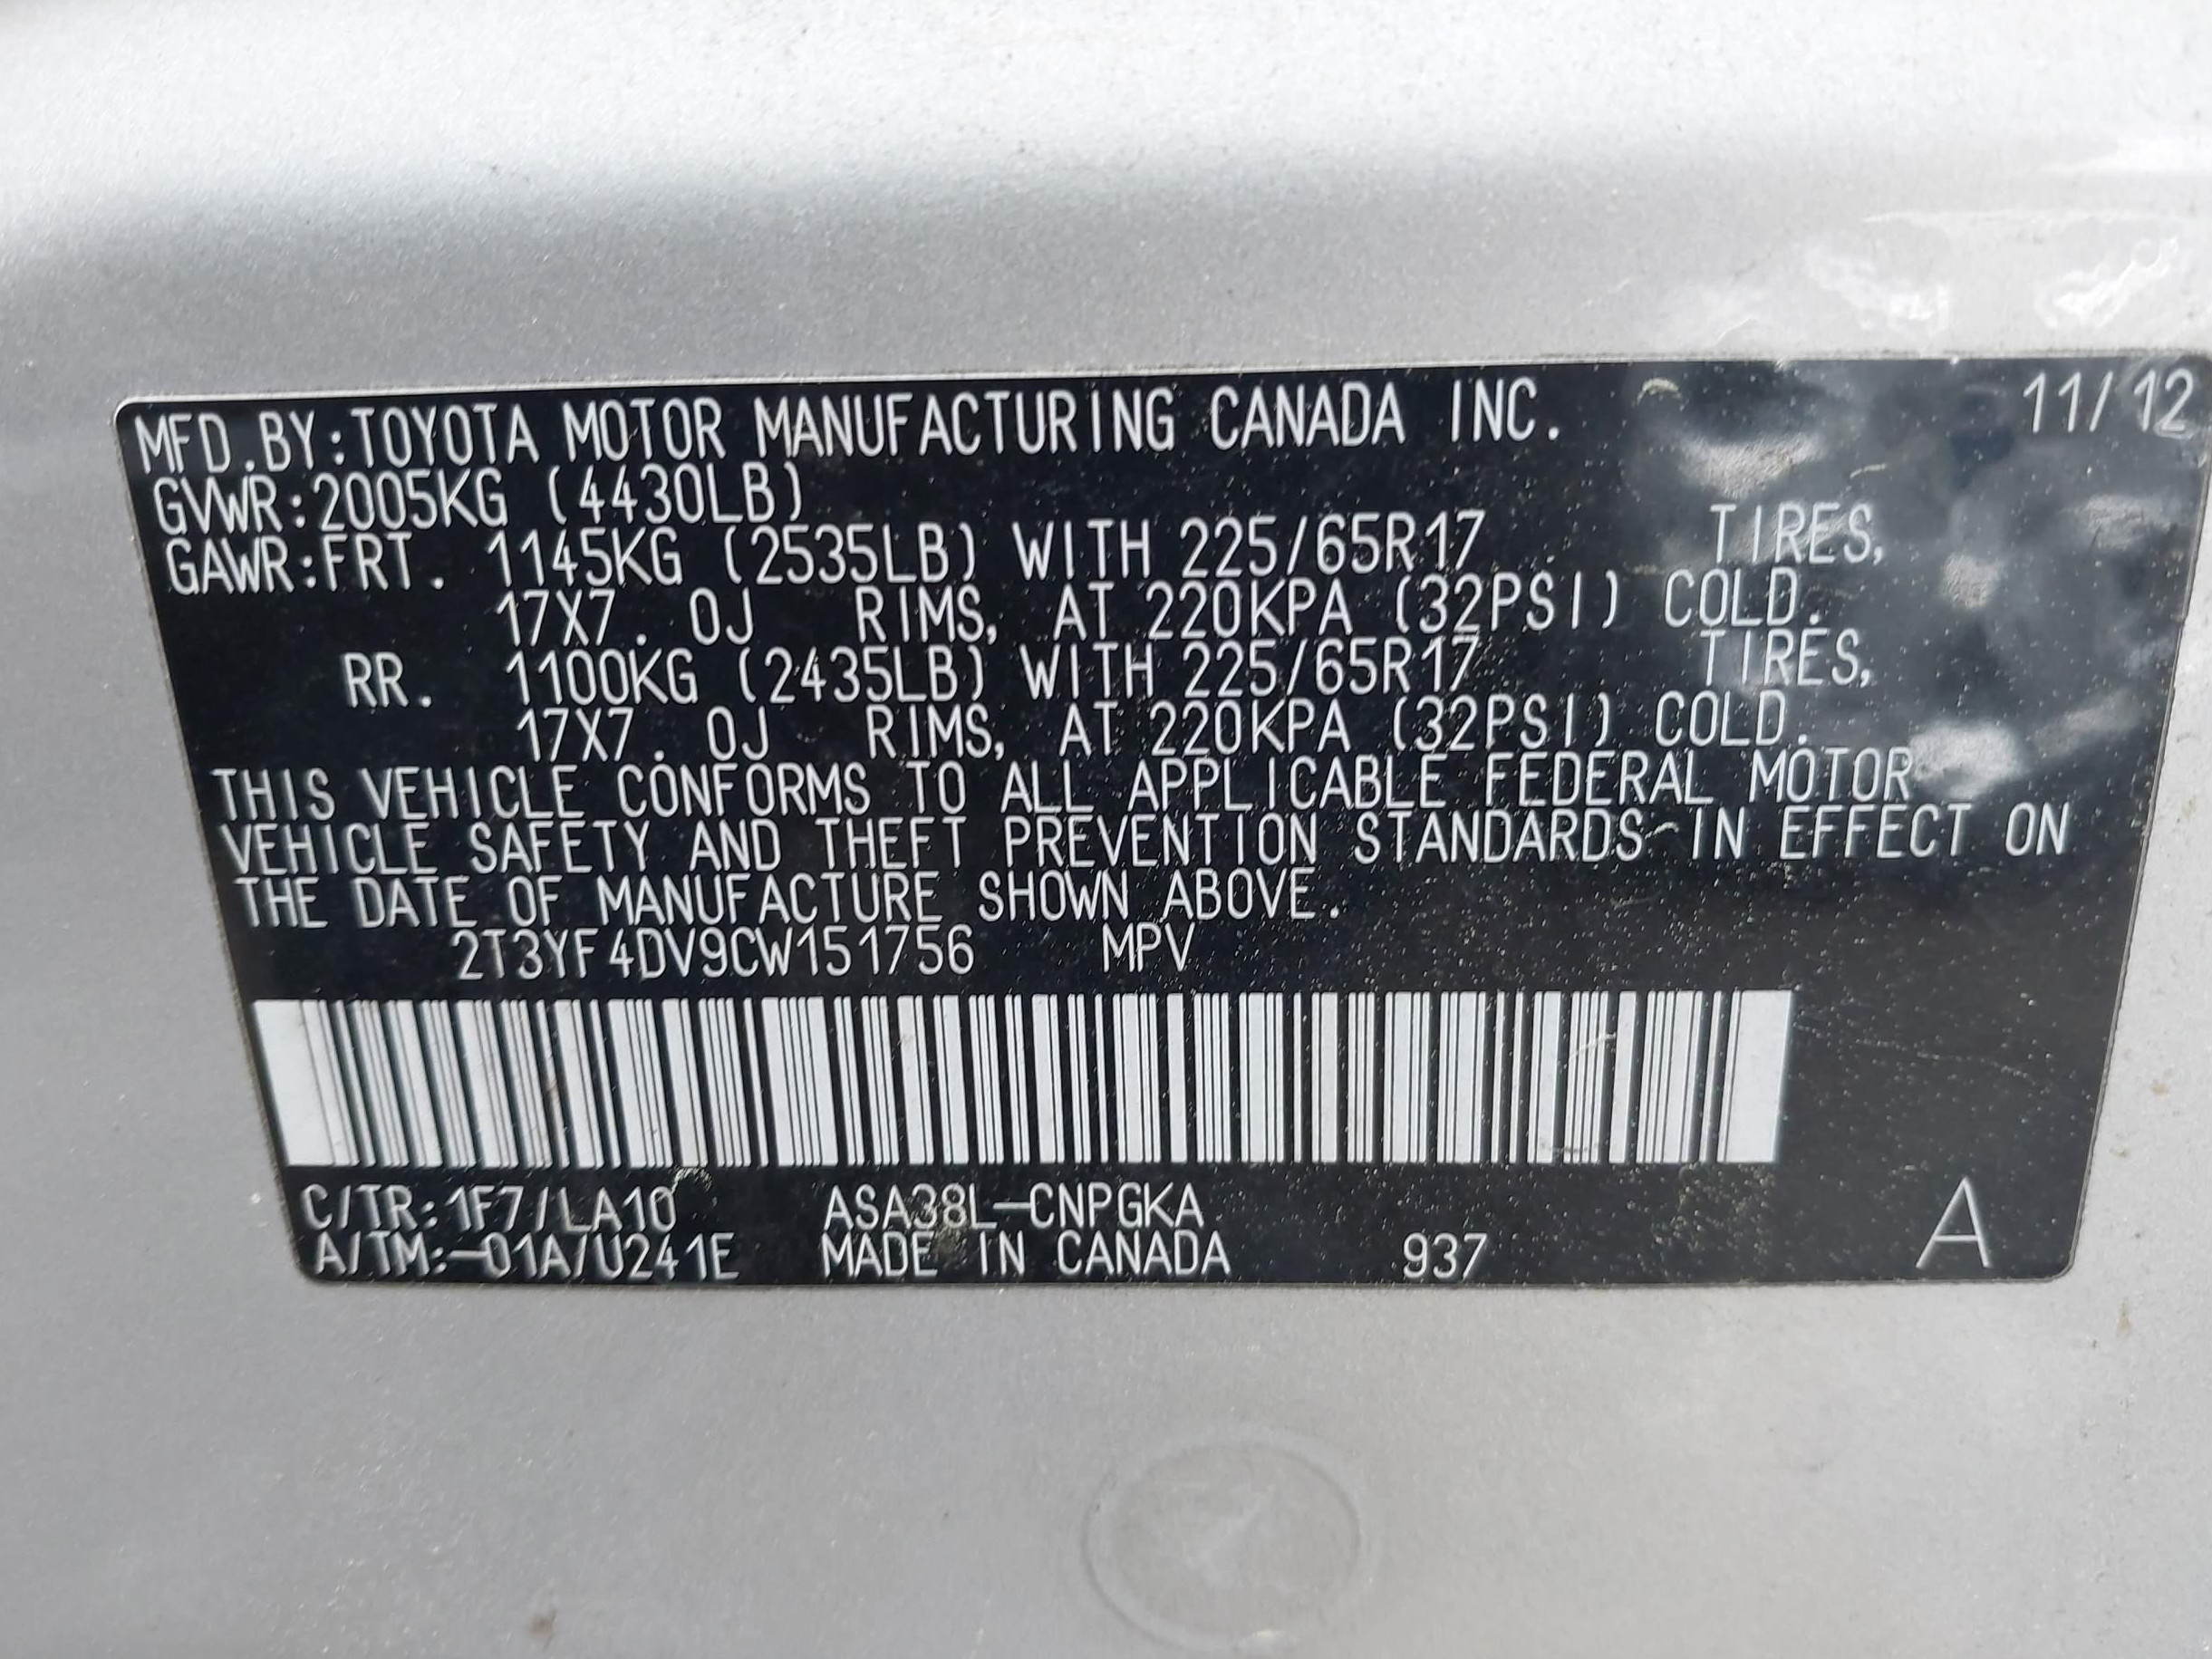 MFD.BY:TOYOTA MOTOR MANUFACTURING CANADA INC. 11/12
GVWR:2005KG (4430LB)
GAWR:FRT. 1145KG (2535LB) WITH 225/65R17 TIRES,
17X7.0J RIMS, AT 220KPA (32PSI) COLD.
RR. 1100KG (2435LB) WITH 225/65R17 TIRES,
17X7.0J RIMS, AT 220KPA (32PSI) COLD.
THIS VEHICLE CONFORMS TO ALL APPLICABLE FEDERAL MOTOR
VEHICLE SAFETY AND THEFT PREVENTION STANDARDS IN EFFECT ON
THE DATE OF MANUFACTURE SHOWN ABOVE.
2T3YF4DV9CW151756 MPV
C/TR:1F7/LA10 ASA38L-CNPGKA
A/TM:-01A/U241E MADE IN CANADA 937 A